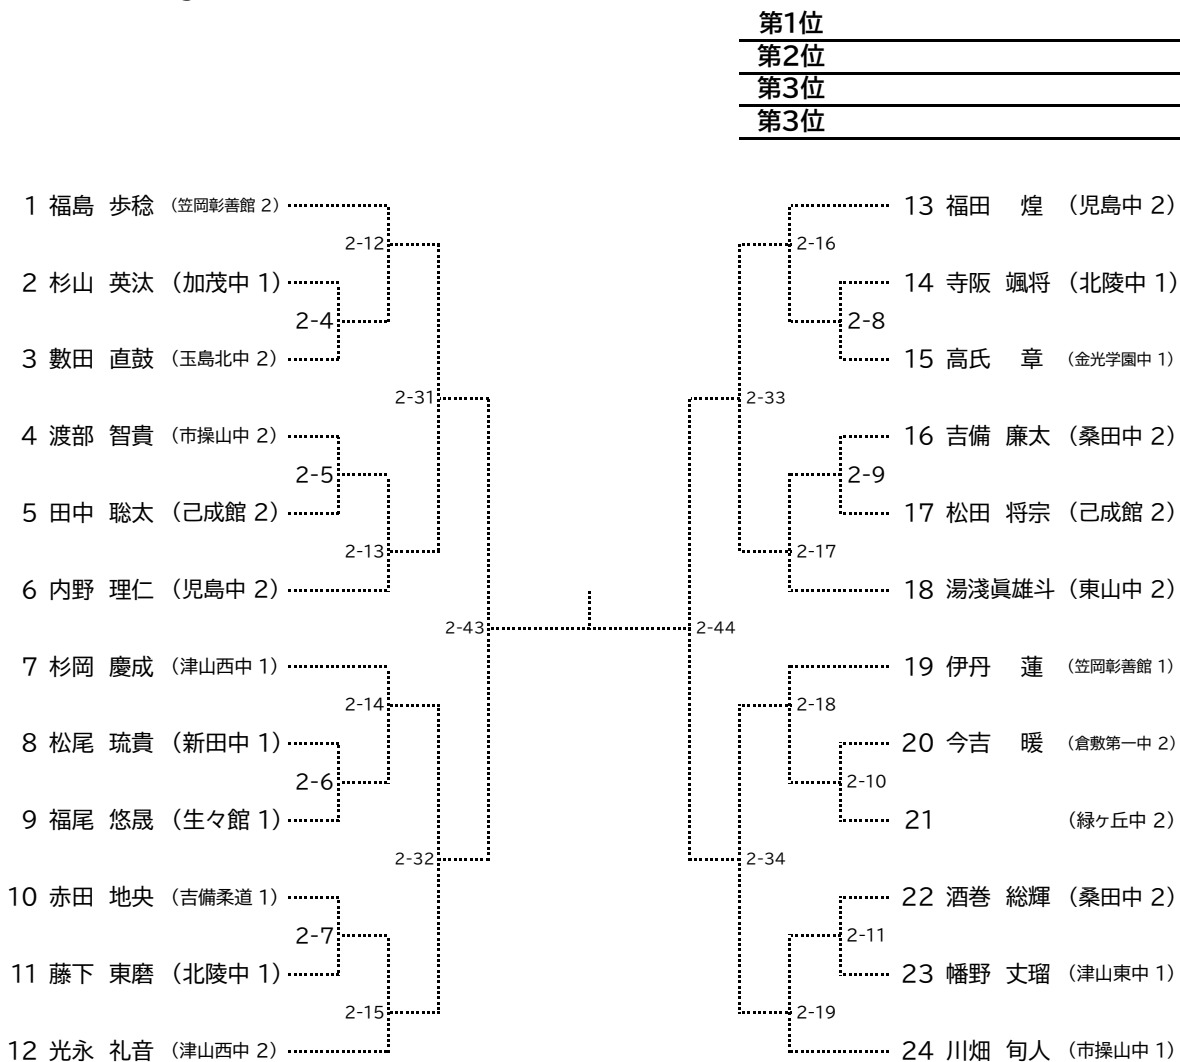 第1位
第2位
第3位
第3位
1 福島 歩稔 (笠岡彰善館 2)
2-12
2 杉山 英汰 (加茂中 1)
2-4
3 數田 直鼓 (玉島北中 2)
2-31
4 渡部 智貴 (市操山中 2)
2-5
5 田中 聡太 (己成館 2)
2-13
6 内野 理仁 (児島中 2)
2-43
7 杉岡 慶成 (津山西中 1)
2-14
8 松尾 琉貴 (新田中 1)
2-6
9 福尾 悠晟 (生々館 1)
2-32
10 赤田 地央 (吉備柔道 1)
2-7
11 藤下 東磨 (北陵中 1)
2-15
12 光永 礼音 (津山西中 2)
13 福田 煌 (児島中 2)
2-16
14 寺阪 颯将 (北陵中 1)
2-8
15 高氏 章 (金光学園中 1)
2-33
16 吉備 廉太 (桑田中 2)
2-9
17 松田 将宗 (己成館 2)
2-17
18 湯淺眞雄斗 (東山中 2)
2-44
19 伊丹 蓮 (笠岡彰善館 1)
2-18
20 今吉 暖 (倉敷第一中 2)
2-10
21 (緑ヶ丘中 2)
2-34
22 酒巻 総輝 (桑田中 2)
2-11
23 幡野 丈瑠 (津山東中 1)
2-19
24 川畑 旬人 (市操山中 1)